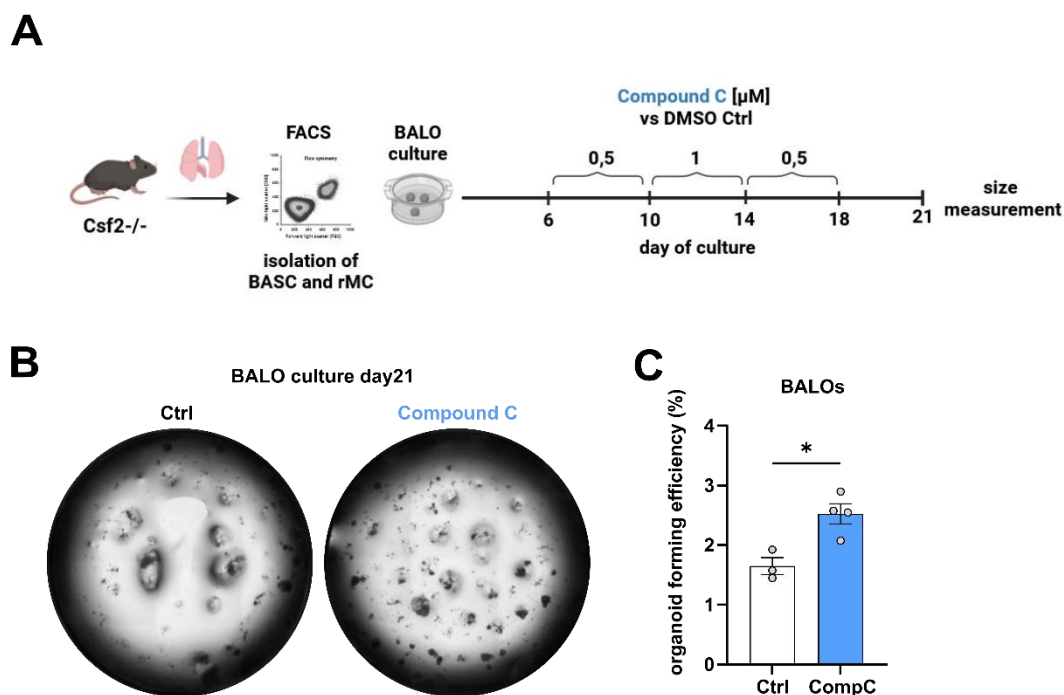 A
Compound C [µM]
vs DMSO Ctrl
FACS
BALO
culture
Flow cytometry
0,5
1
0,5
Csf2-/-
isolation of
BASC and rMC
6
10
14
18
21
day of culture
size
measurement
B
BALO culture day21
Ctrl
Compound C
C
BALOs
organoid forming efficiency (%)
4
3
2
1
0
*
Ctrl
CompC